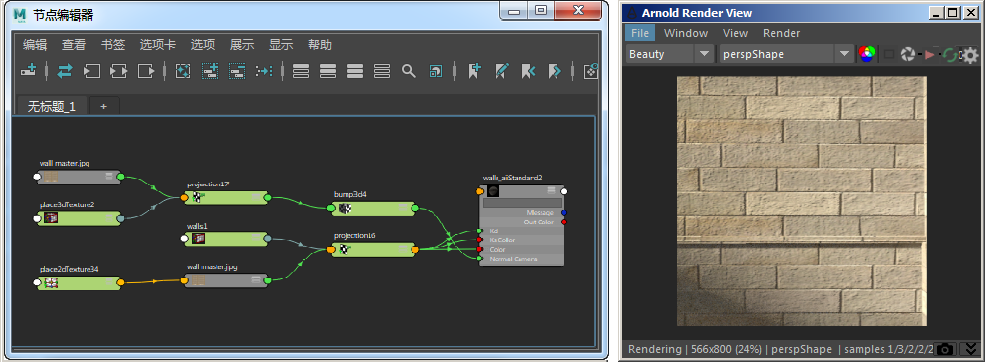 节点编辑器
编辑 查看 书签 选项卡 选项 展示 显示 帮助
无标题_1 +
wall master.jpg
place3dTexture2
place2dTexture34
projection17
walls1
wall master.jpg
bump3d4
projection16
walls_aiStandard2
Message
Out Color
Ks
KsColor
Color
Normal Camera
Arnold Render View
File Window View Render
Beauty perspShape
Rendering | 566x800 (24%) | perspShape | samples 1/3/2/2/2